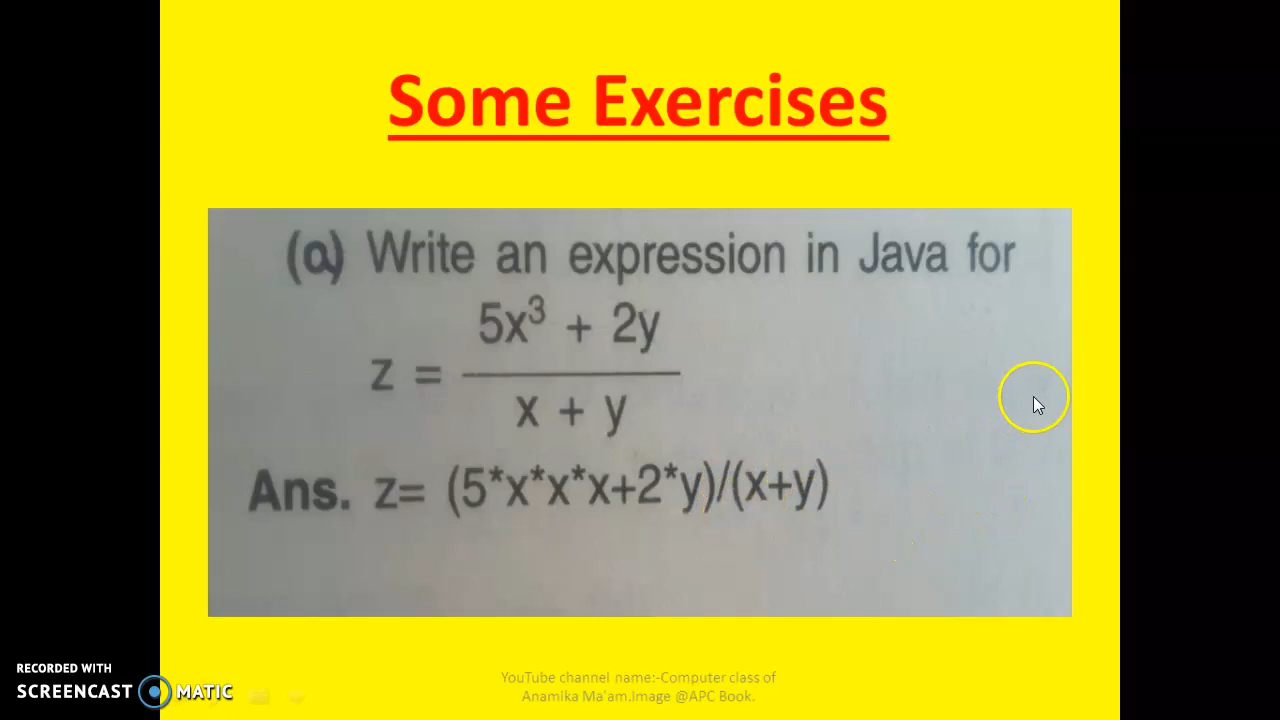 Some Exercises
(a) Write an expression in Java for
z = (5x³ + 2y) / (x + y)
Ans. z= (5*x*x*x+2*y)/(x+y)
RECORDED WITH
SCREENCAST MATIC
YouTube channel name:-Computer class of
Anamika Ma'am.Image @APC Book.